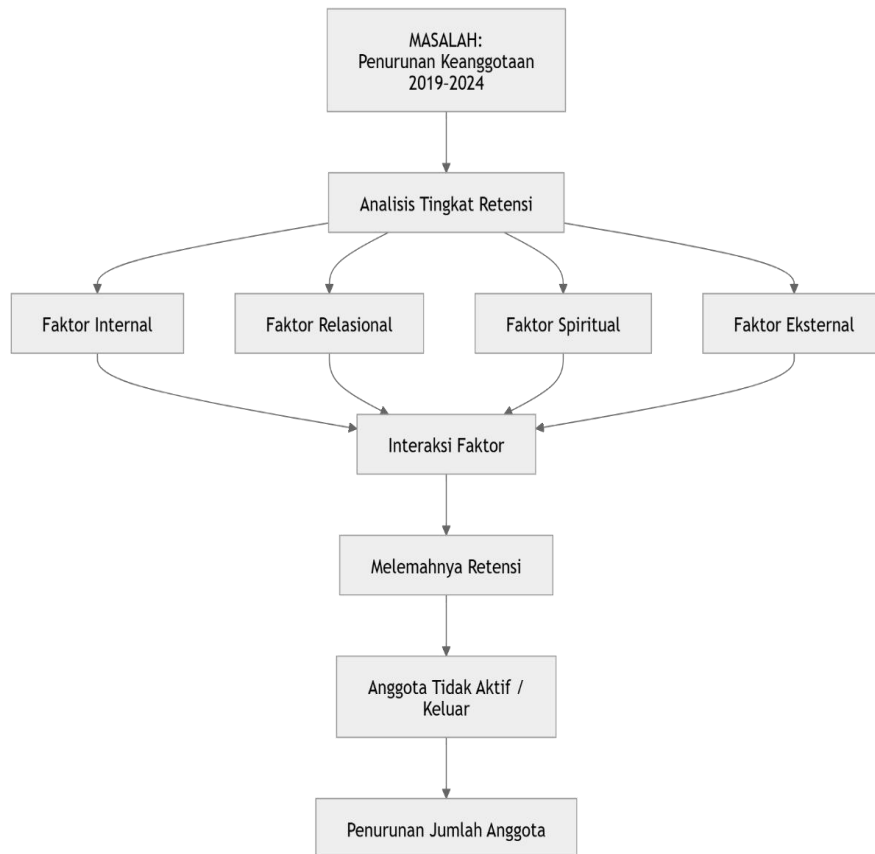 MASALAH:
Penurunan Keanggotaan
2019-2024
Analisis Tingkat Retensi
Faktor Internal
Faktor Relasional
Faktor Spiritual
Faktor Eksternal
Interaksi Faktor
Melemahnya Retensi
Anggota Tidak Aktif /
Keluar
Penurunan Jumlah Anggota